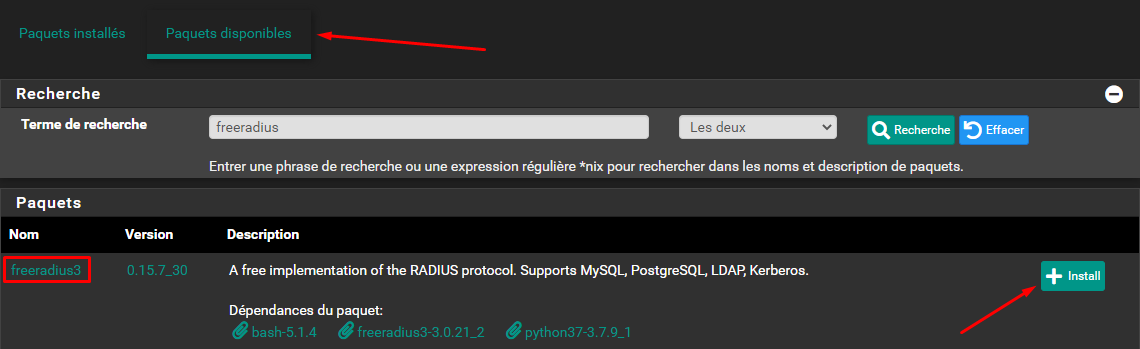 Paquets installés Paquets disponibles
Recherche
Terme de recherche freeradius Les deux Recherche Effacer
Entrer une phrase de recherche ou une expression régulière *nix pour rechercher dans les noms et description de paquets.
Paquets
Nom Version Description
freeradius3 0.15.7_30 A free implementation of the RADIUS protocol. Supports MySQL, PostgreSQL, LDAP, Kerberos. Install
Dépendances du paquet:
bash-5.1.4 freeradius3-3.0.21_2 python37-3.7.9_1